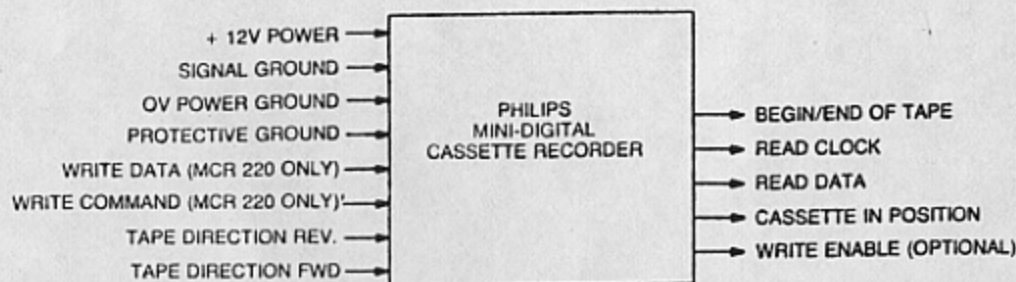 + 12V POWER
SIGNAL GROUND
OV POWER GROUND
PROTECTIVE GROUND
WRITE DATA (MCR 220 ONLY)
WRITE COMMAND (MCR 220 ONLY)'
TAPE DIRECTION REV.
TAPE DIRECTION FWD
PHILIPS
MINI-DIGITAL
CASSETTE RECORDER
BEGIN/END OF TAPE
READ CLOCK
READ DATA
CASSETTE IN POSITION
WRITE ENABLE (OPTIONAL)